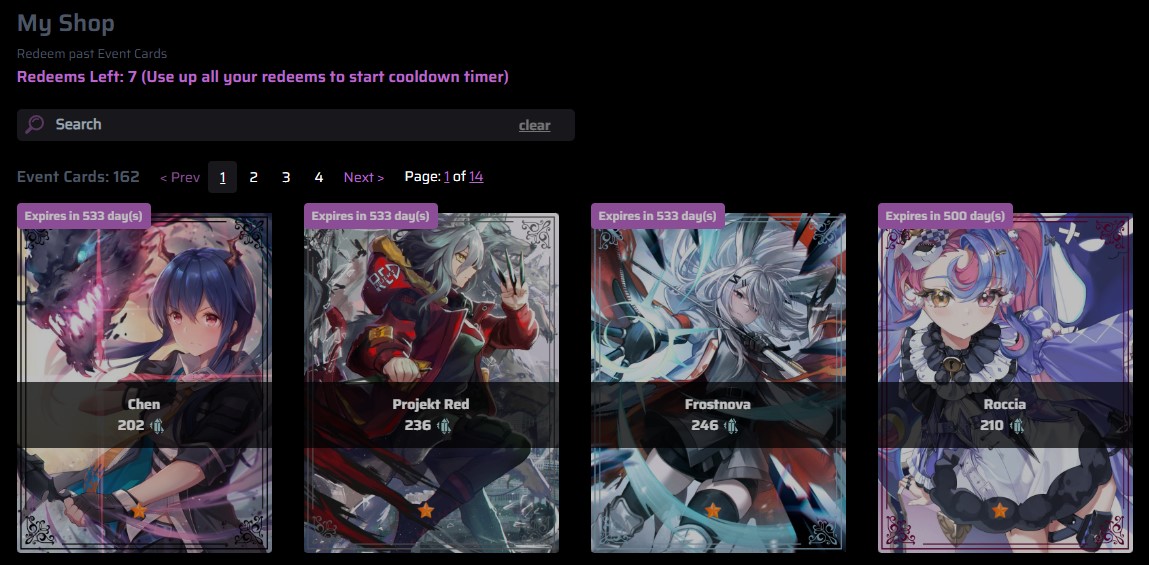 My Shop
Redeem past Event Cards
Redeems Left: 7 (Use up all your redeems to start cooldown timer)
Search clear
Event Cards: 162 < Prev 1 2 3 4 Next > Page: 1 of 14
Expires in 533 day(s) Expires in 533 day(s) Expires in 533 day(s) Expires in 500 day(s)
RED
Chen Projekt Red Frostnova Roccia
202 236 246 210